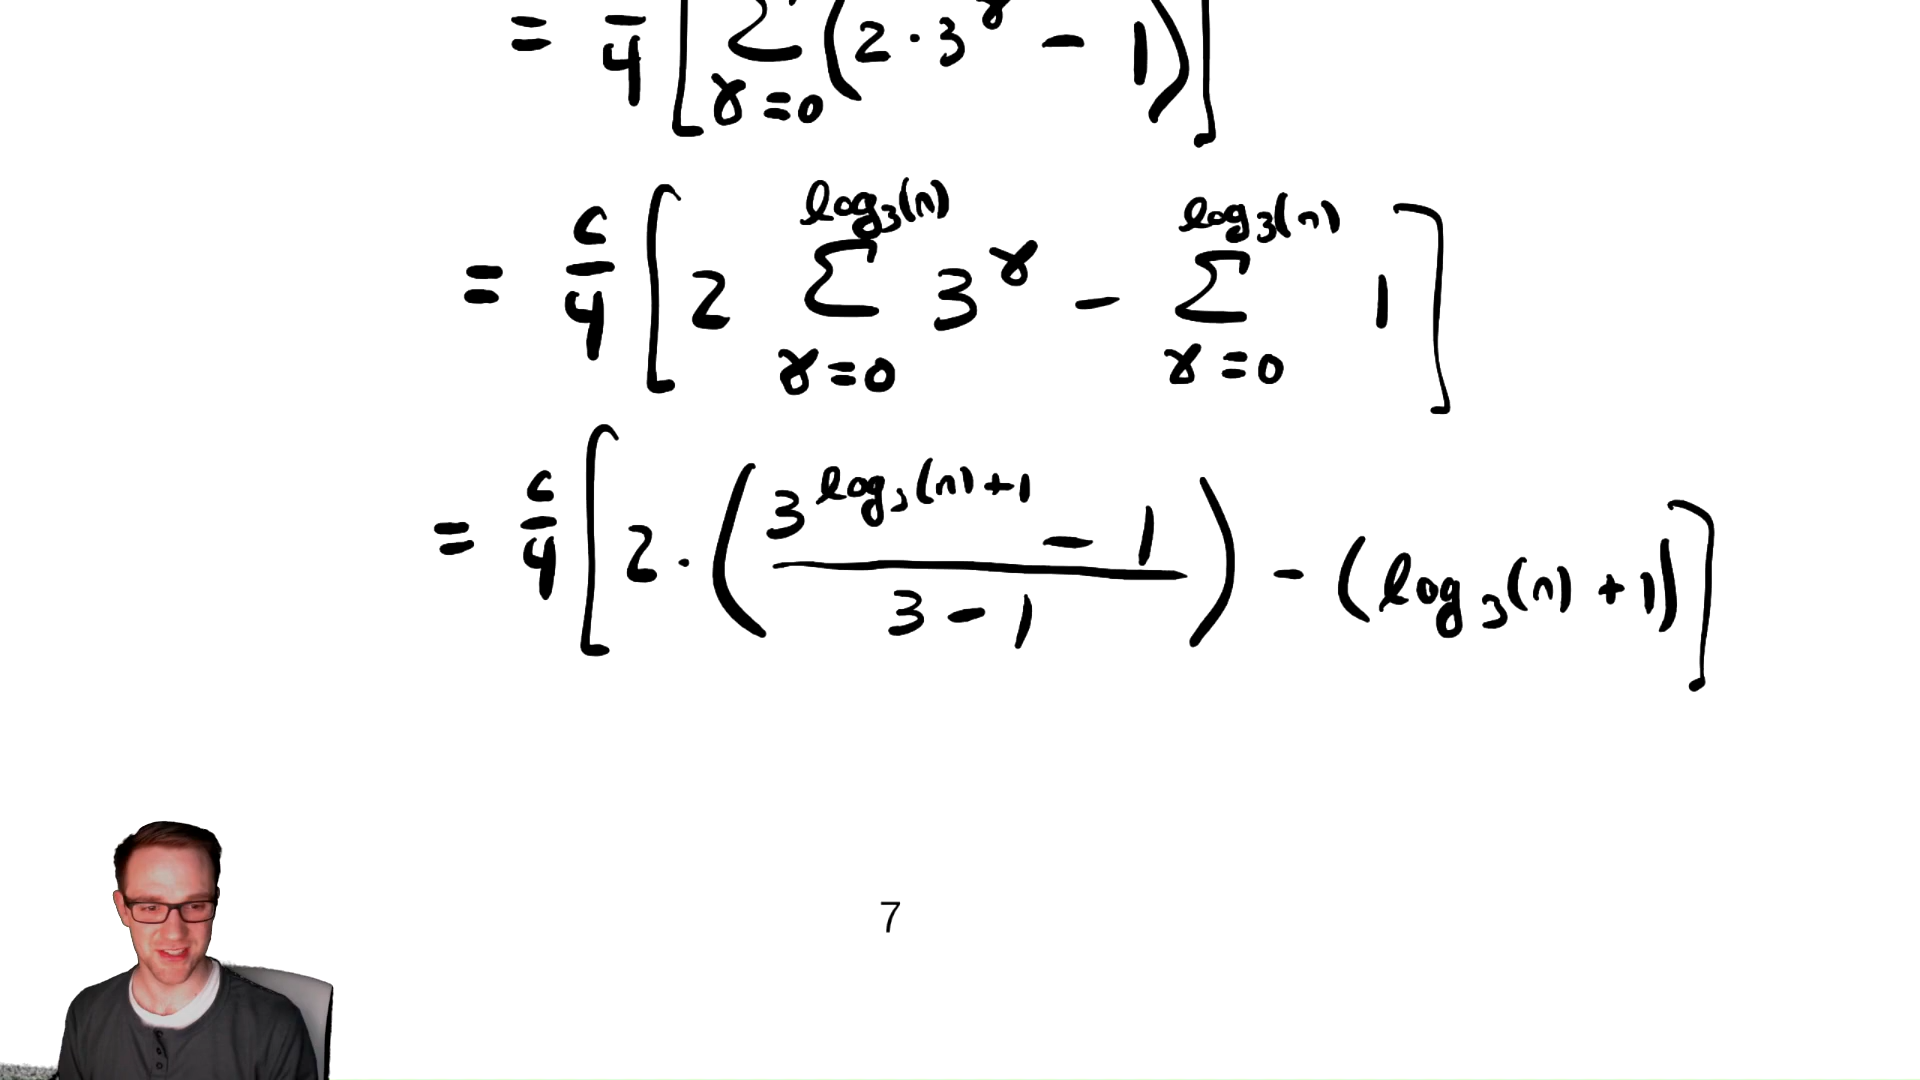 = /4 [ Σ_{γ=0} (2 · 3^γ − 1) ]
= c/4 [ 2 Σ_{γ=0}^{log_3(n)} 3^γ − Σ_{γ=0}^{log_3(n)} 1 ]
= c/4 [ 2 · ( (3^{log_3(n)+1} − 1) / (3 − 1) ) − (log_3(n) + 1) ]
7